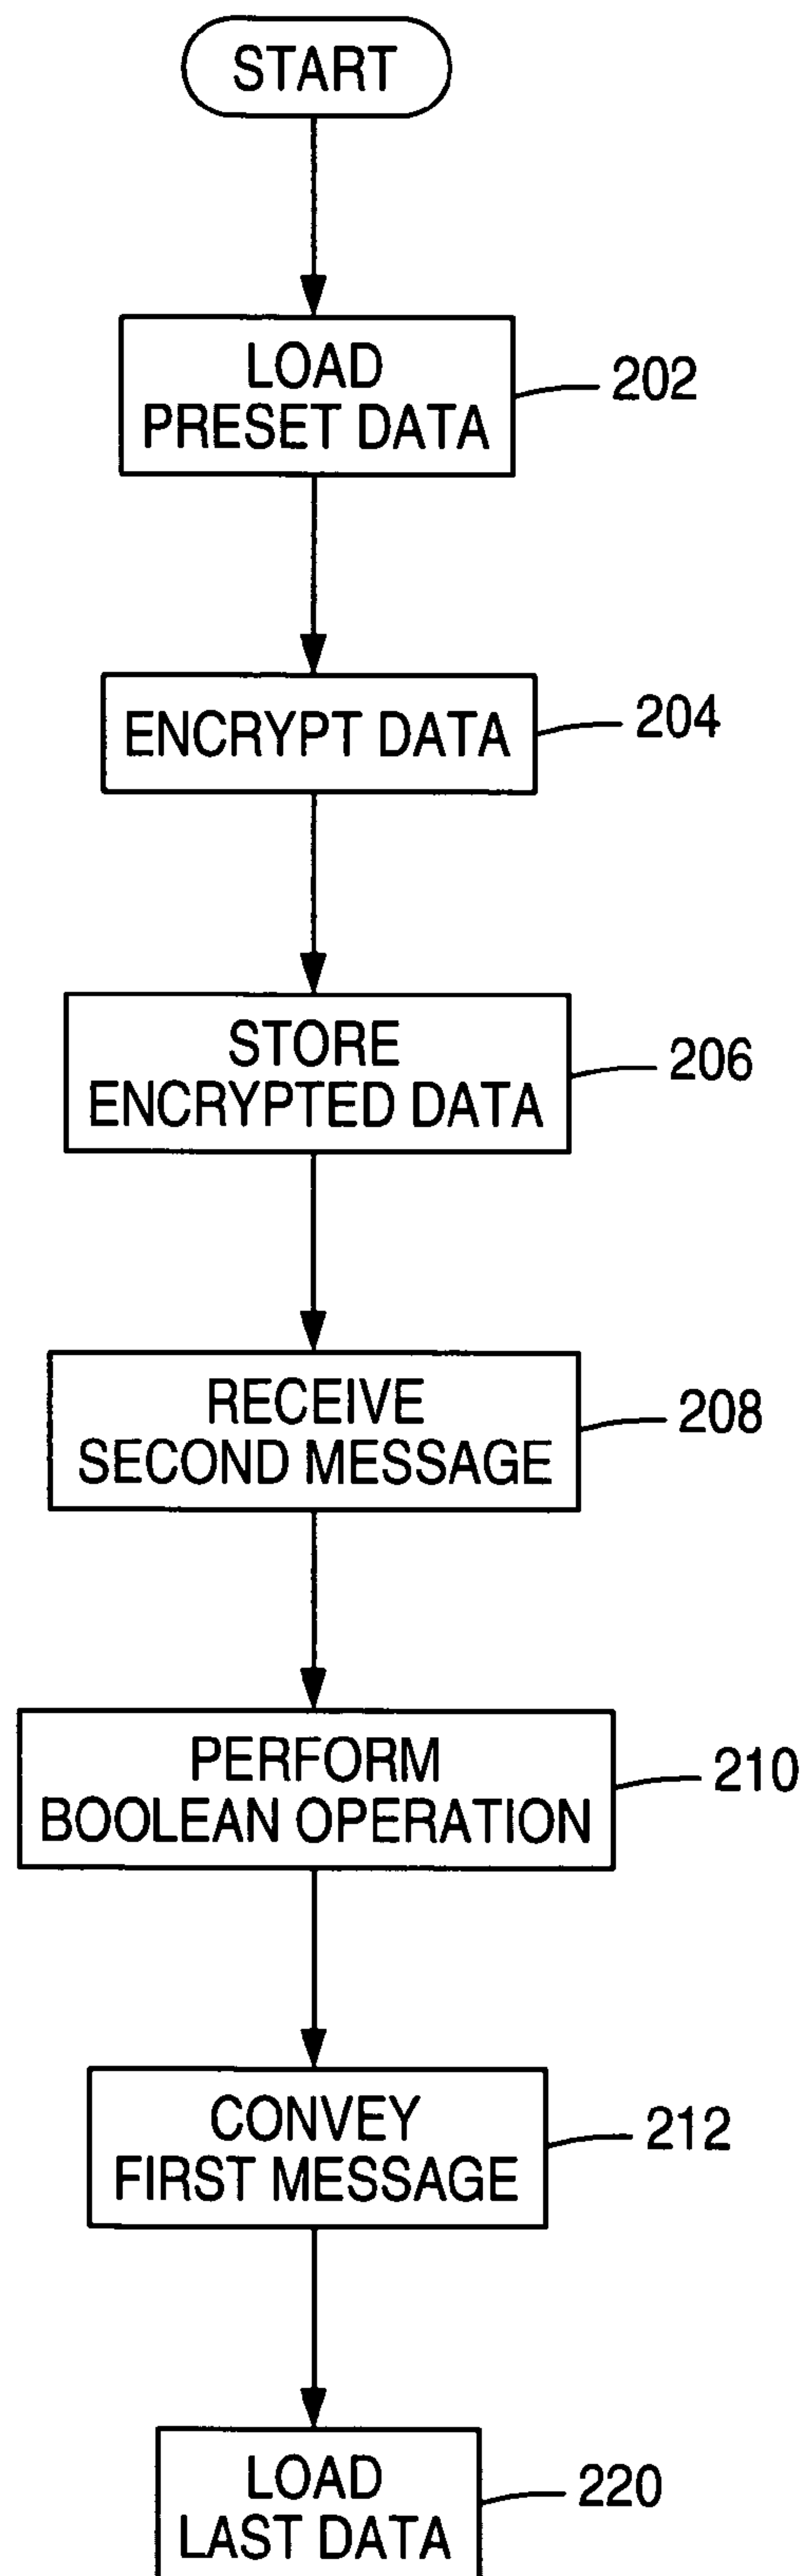 START
LOAD
PRESET DATA
202
ENCRYPT DATA
204
STORE
ENCRYPTED DATA
206
RECEIVE
SECOND MESSAGE
208
PERFORM
BOOLEAN OPERATION
210
CONVEY
FIRST MESSAGE
212
LOAD
LAST DATA
220